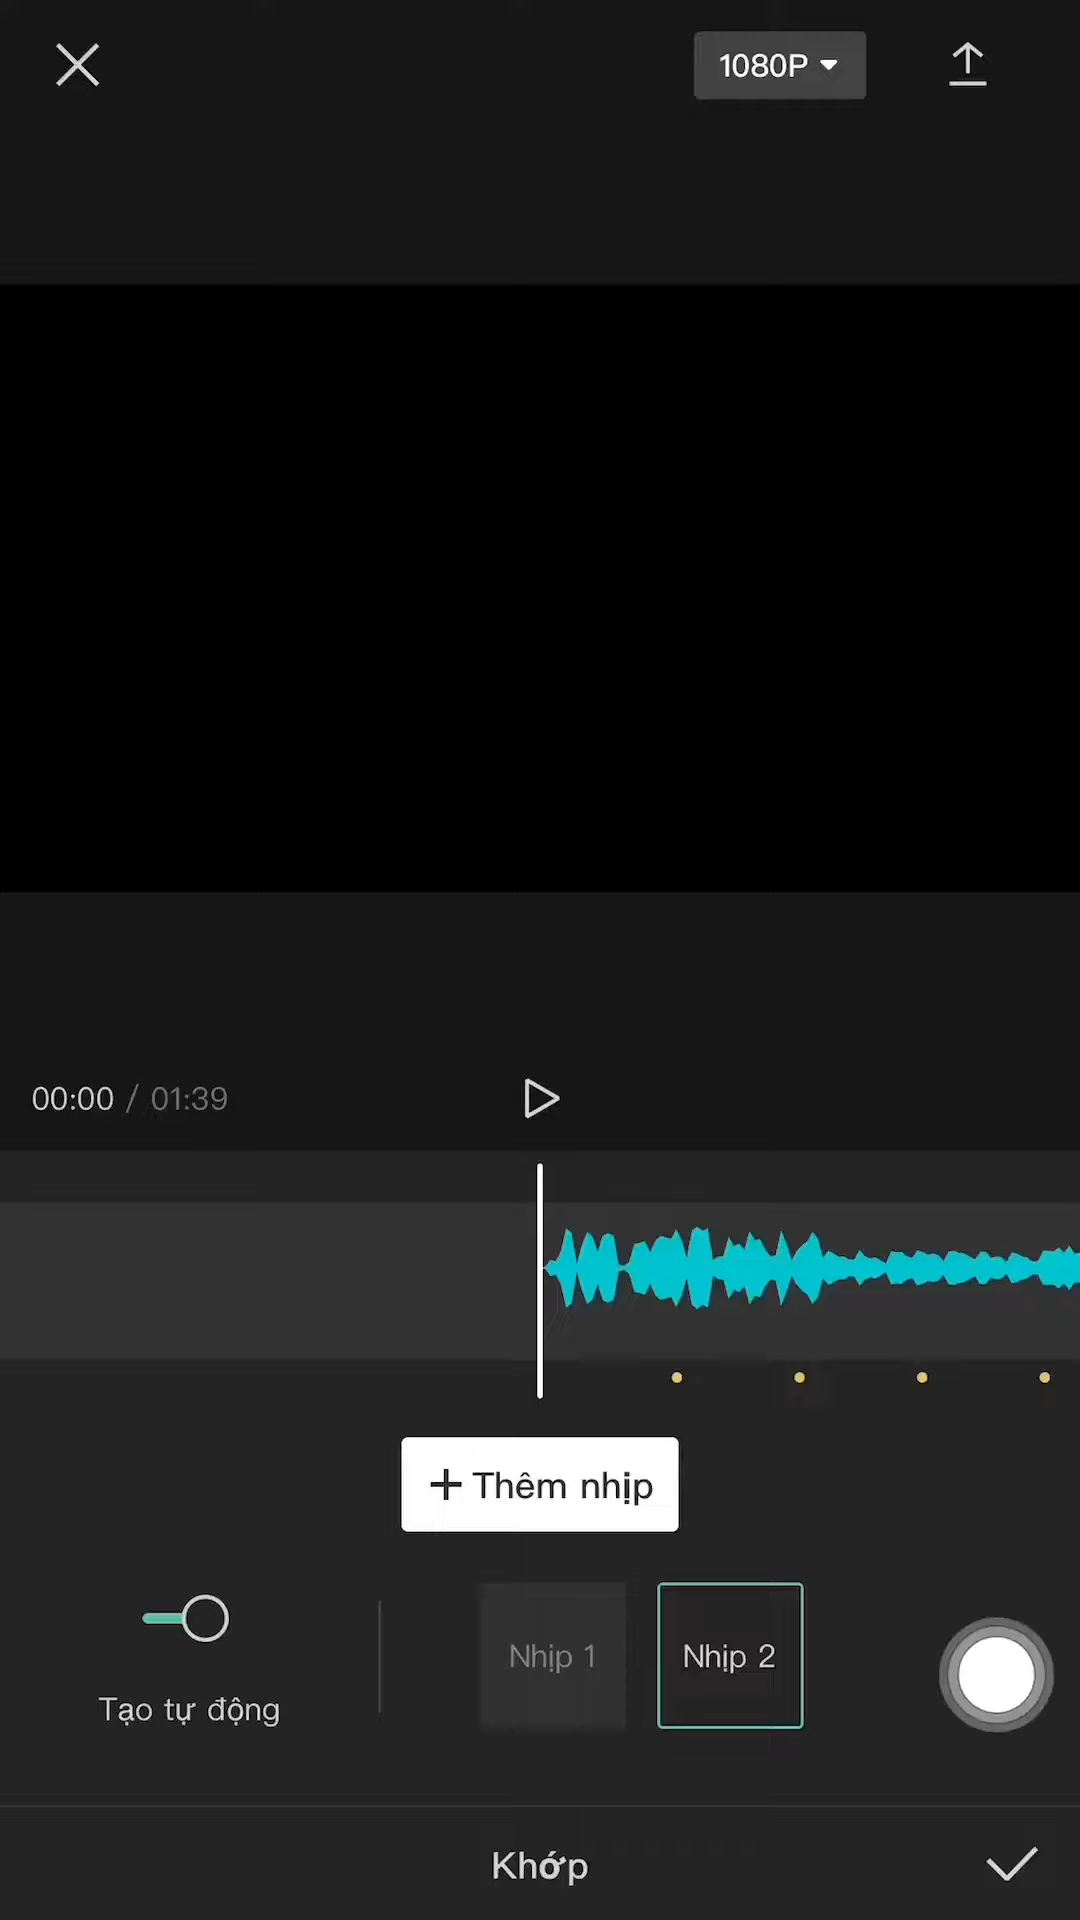 1080P
00:00 / 01:39
+ Thêm nhịp
Nhịp 1
Nhịp 2
Tạo tự động
Khớp